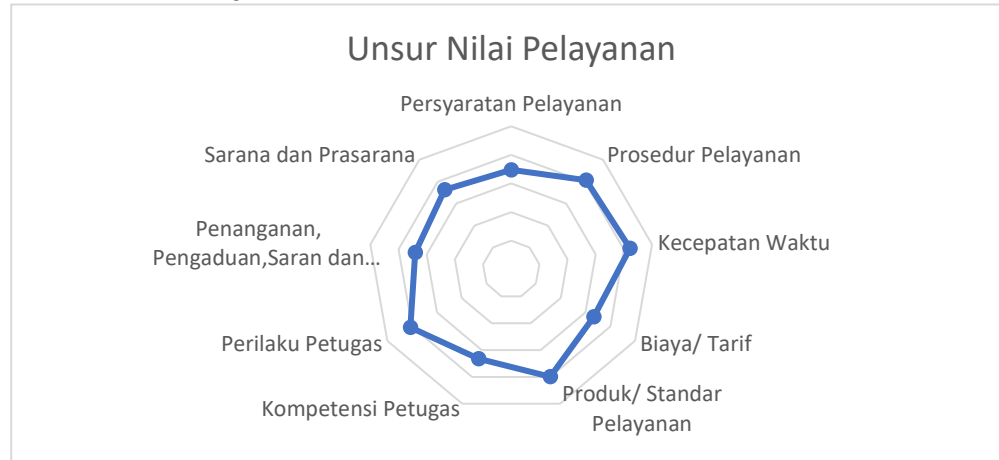 Unsur Nilai Pelayanan
Persyaratan Pelayanan
Prosedur Pelayanan
Kecepatan Waktu
Biaya/ Tarif
Produk/ Standar
Pelayanan
Kompetensi Petugas
Perilaku Petugas
Penanganan,
Pengaduan,Saran dan...
Sarana dan Prasarana